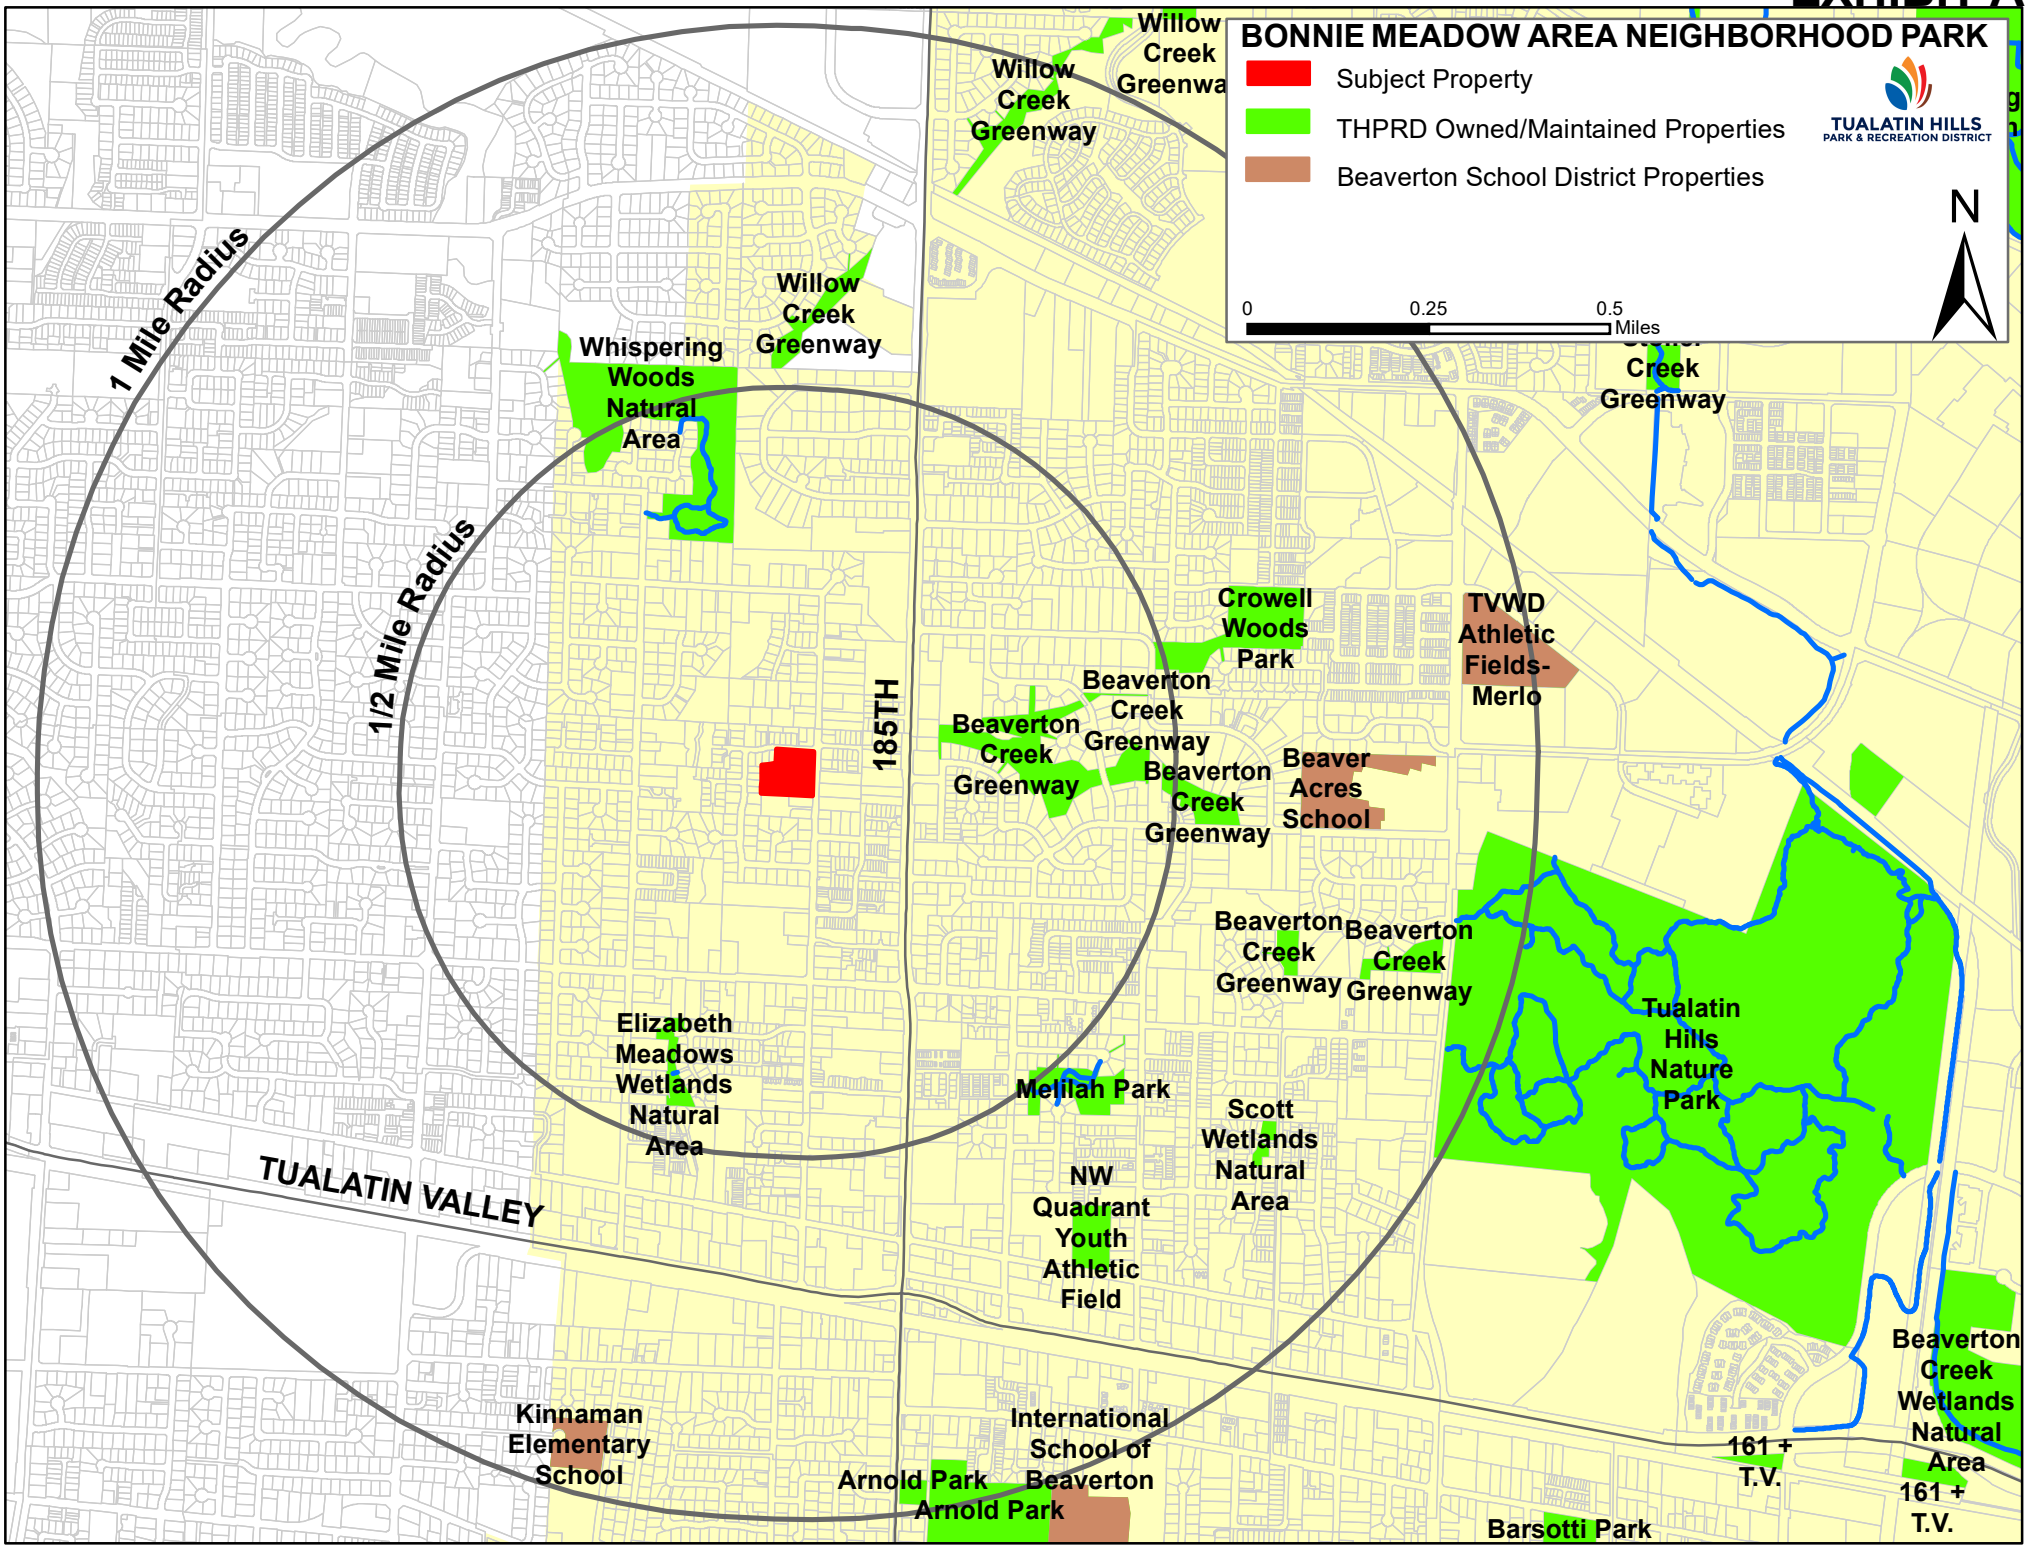 BONNIE MEADOW AREA NEIGHBORHOOD PARK
Subject Property
THPRD Owned/Maintained Properties
Beaverton School District Properties
TUALATIN HILLS
PARK & RECREATION DISTRICT
N
0 0.25 0.5
Miles
Willow
Creek
Greenwa
Willow
Creek
Greenway
1 Mile Radius
Willow
Creek
Greenway
Whispering
Woods
Natural
Area
Creek
Greenway
1/2 Mile Radius
Crowell
Woods
Park
TVWD
Athletic
Fields-
Merlo
185TH
Beaverton
Creek
Greenway
Beaverton
Creek
Greenway
Beaverton
Creek
Greenway
Beaver
Acres
School
Beaverton
Creek
Greenway
Beaverton
Creek
Greenway
Tualatin
Hills
Nature
Park
Elizabeth
Meadows
Wetlands
Natural
Area
Melilah Park
Scott
Wetlands
Natural
Area
NW
Quadrant
Youth
Athletic
Field
TUALATIN VALLEY
Kinnaman
Elementary
School
International
School of
Beaverton
Arnold Park
Arnold Park
Beaverton
Creek
Wetlands
Natural
Area
161 +
T.V.
161 +
T.V.
Barsotti Park